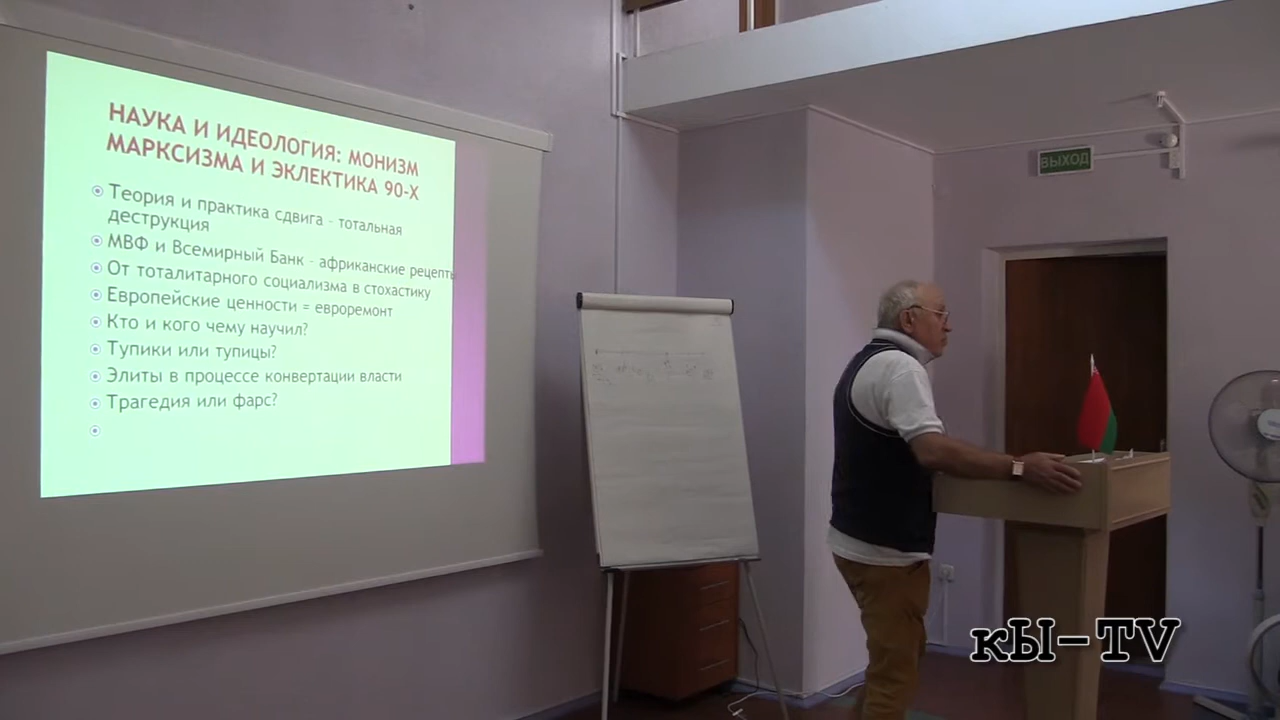 НАУКА И ИДЕОЛОГИЯ: МОНИЗМ
МАРКСИЗМА И ЭКЛЕКТИКА 90-Х
Теория и практика сдвига – тотальная
деструкция
МВФ и Всемирный Банк – африканские рецепты
От тоталитарного социализма в стохастику
Европейские ценности = евроремонт
Кто и кого чему научил?
Тупики или тупицы?
Элиты в процессе конвертации власти
Трагедия или фарс?
ВЫХОД
кЫ-TV